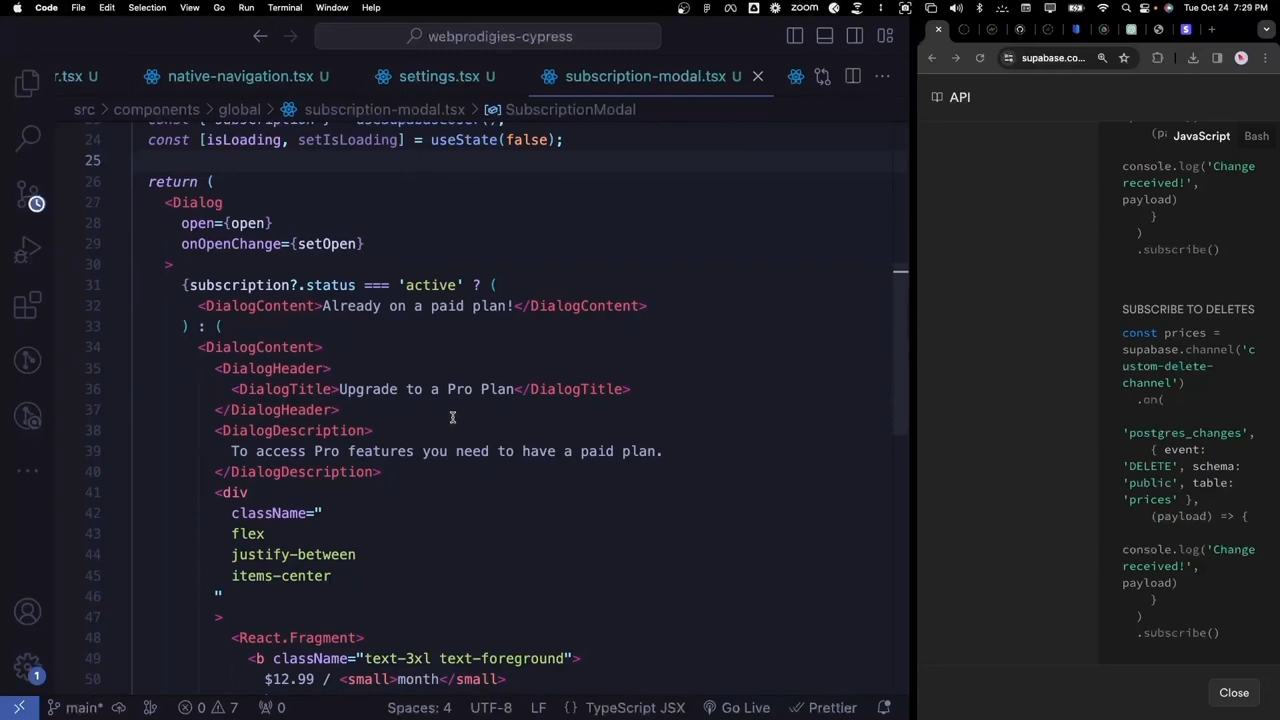 Code File Edit Selection View Go Run Terminal Window Help
zoom
Tue Oct 24 7:29 PM
webprodigies-cypress
supabase.co...
r.tsx U
native-navigation.tsx U
settings.tsx U
subscription-modal.tsx U
src > components > global > subscription-modal.tsx > SubscriptionModal
24 const [isLoading, setIsLoading] = useState(false);
25
26 return (
27 <Dialog
28 open={open}
29 onOpenChange={setOpen}
30 >
31 {subscription?.status === 'active' ? (
32 <DialogContent>Already on a paid plan!</DialogContent>
33 ) : (
34 <DialogContent>
35 <DialogHeader>
36 <DialogTitle>Upgrade to a Pro Plan</DialogTitle>
37 </DialogHeader>
38 <DialogDescription>
39 To access Pro features you need to have a paid plan.
40 </DialogDescription>
41 <div
42 className="
43 flex
44 justify-between
45 items-center
46 "
47 >
48 <React.Fragment>
49 <b className="text-3xl text-foreground">
50 $12.99 / <small>month</small>
main* 0 7 0 Spaces: 4 UTF-8 LF {} TypeScript JSX Go Live Prettier
1
API
JavaScript Bash
console.log('Change
received!',
payload)
}
)
.subscribe()
SUBSCRIBE TO DELETES
const prices =
supabase.channel('c
ustom-delete-
channel')
.on(
'postgres_changes',
{ event:
'DELETE', schema:
'public', table:
'prices' },
(payload) => {
console.log('Change
received!',
payload)
}
)
.subscribe()
Close